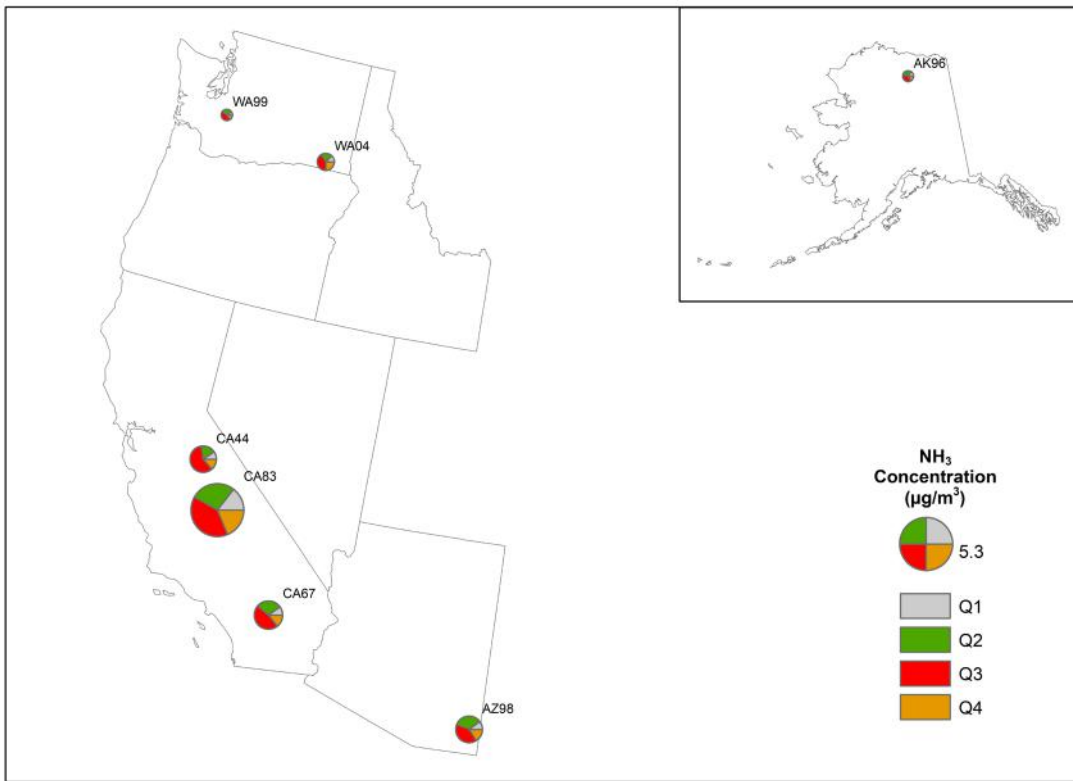 AK96
WA99
WA04
CA44
CA83
CA67
AZ98
NH₃
Concentration
(µg/m³)
5.3
Q1
Q2
Q3
Q4